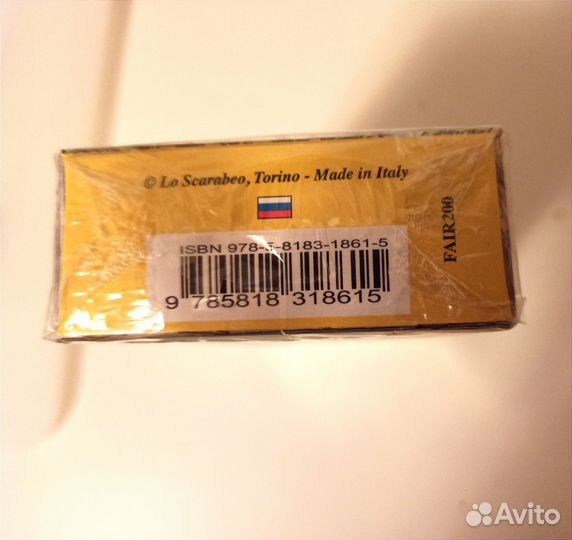 © Lo Scarabeo, Torino - Made in Italy
FAIR200
ISBN 978-5-8183-1861-5
9 785818 318615
Avito